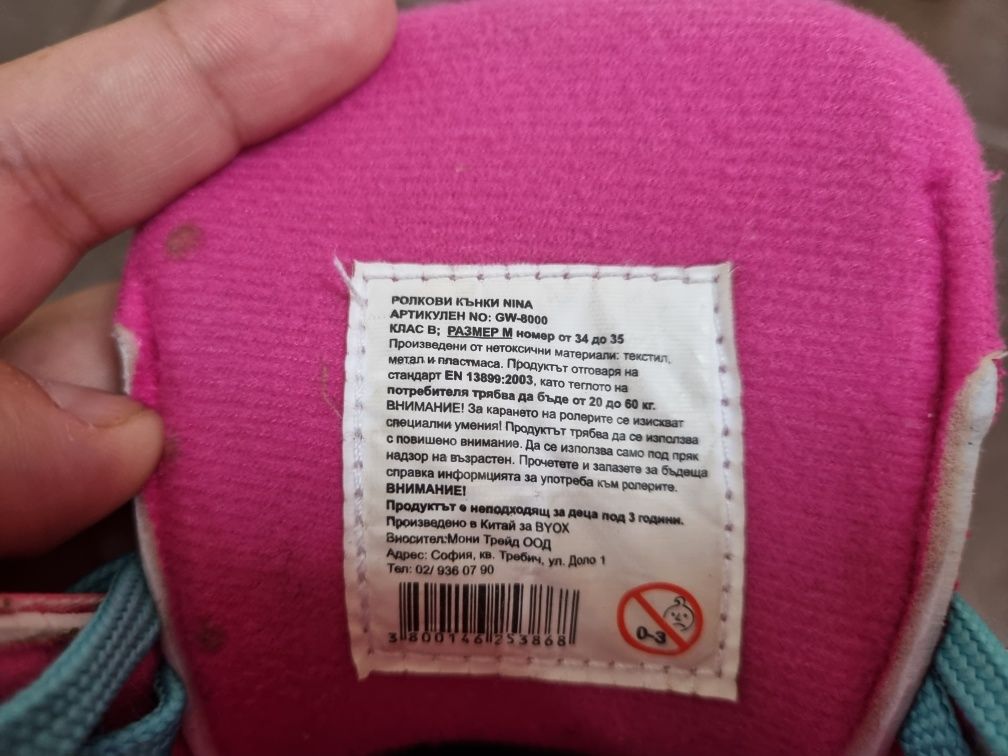 РОЛКОВИ КЪНКИ NINA
АРТИКУЛЕН NO: GW-8000
КЛАС B; РАЗМЕР M номер от 34 до 35
Произведени от нетоксични материали: текстил,
метал и пластмаса. Продуктът отговаря на
стандарт EN 13899:2003, като теглото на
потребителя трябва да бъде от 20 до 60 кг.
ВНИМАНИЕ! За карането на ролерите се изискват
специални умения! Продуктът трябва да се използва
с повишено внимание. Да се използва само под пряк
надзор на възрастен. Прочетете и запазете за бъдеща
справка информцията за употреба към ролерите.
ВНИМАНИЕ!
Продуктът е неподходящ за деца под 3 години.
Произведено в Китай за BYOX
Вносител:Мони Трейд ООД
Адрес: София, кв. Требич, ул. Доло 1
Тел: 02/ 936 07 90
3 800146 253868
0-3